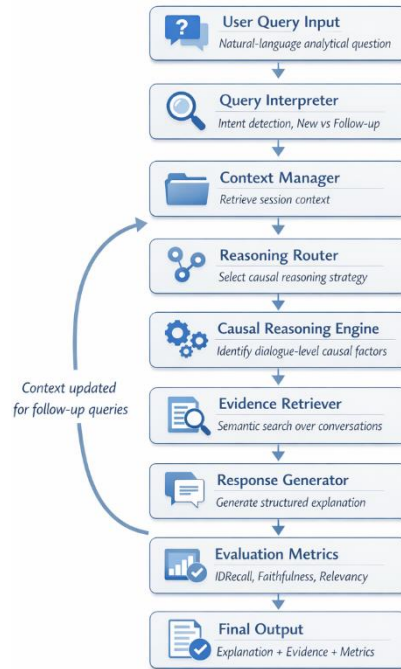 User Query Input
Natural-language analytical question
Query Interpreter
Intent detection, New vs Follow-up
Context Manager
Retrieve session context
Reasoning Router
Select causal reasoning strategy
Causal Reasoning Engine
Identify dialogue-level causal factors
Context updated
for follow-up queries
Evidence Retriever
Semantic search over conversations
Response Generator
Generate structured explanation
Evaluation Metrics
IDRecall, Faithfulness, Relevancy
Final Output
Explanation + Evidence + Metrics